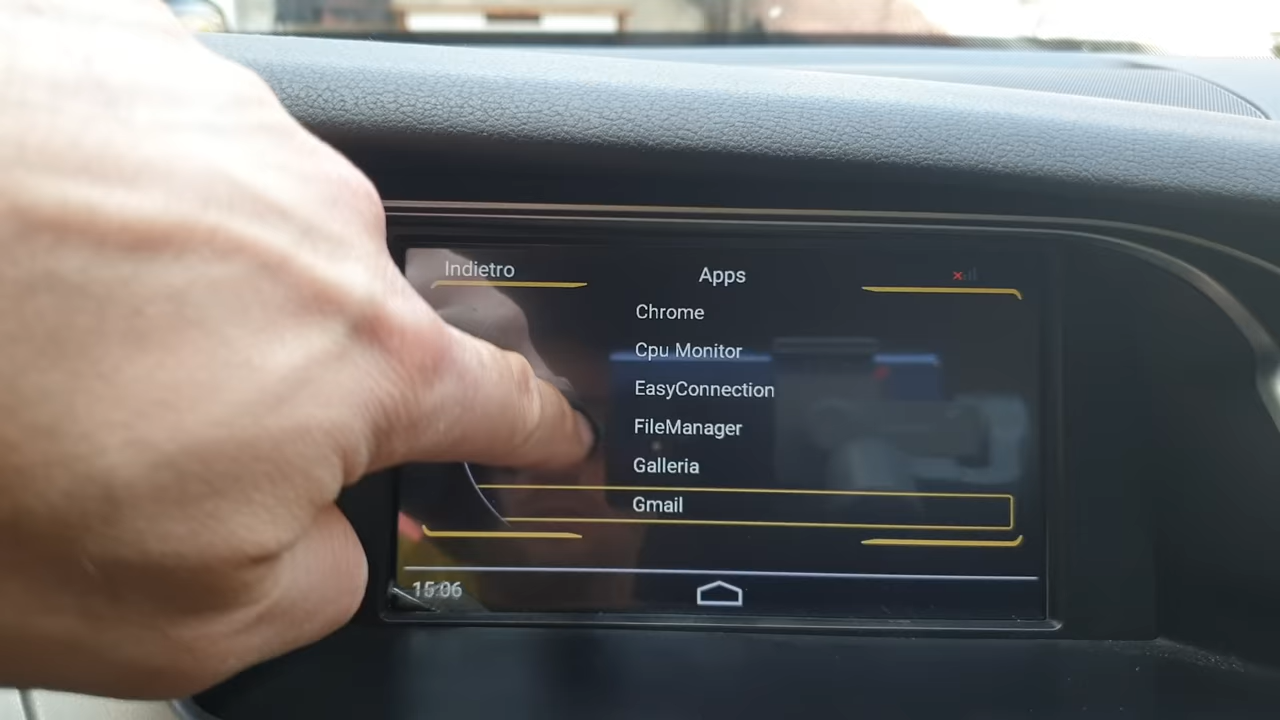 Indietro
Apps
Chrome
Cpu Monitor
EasyConnection
FileManager
Galleria
Gmail
15:06